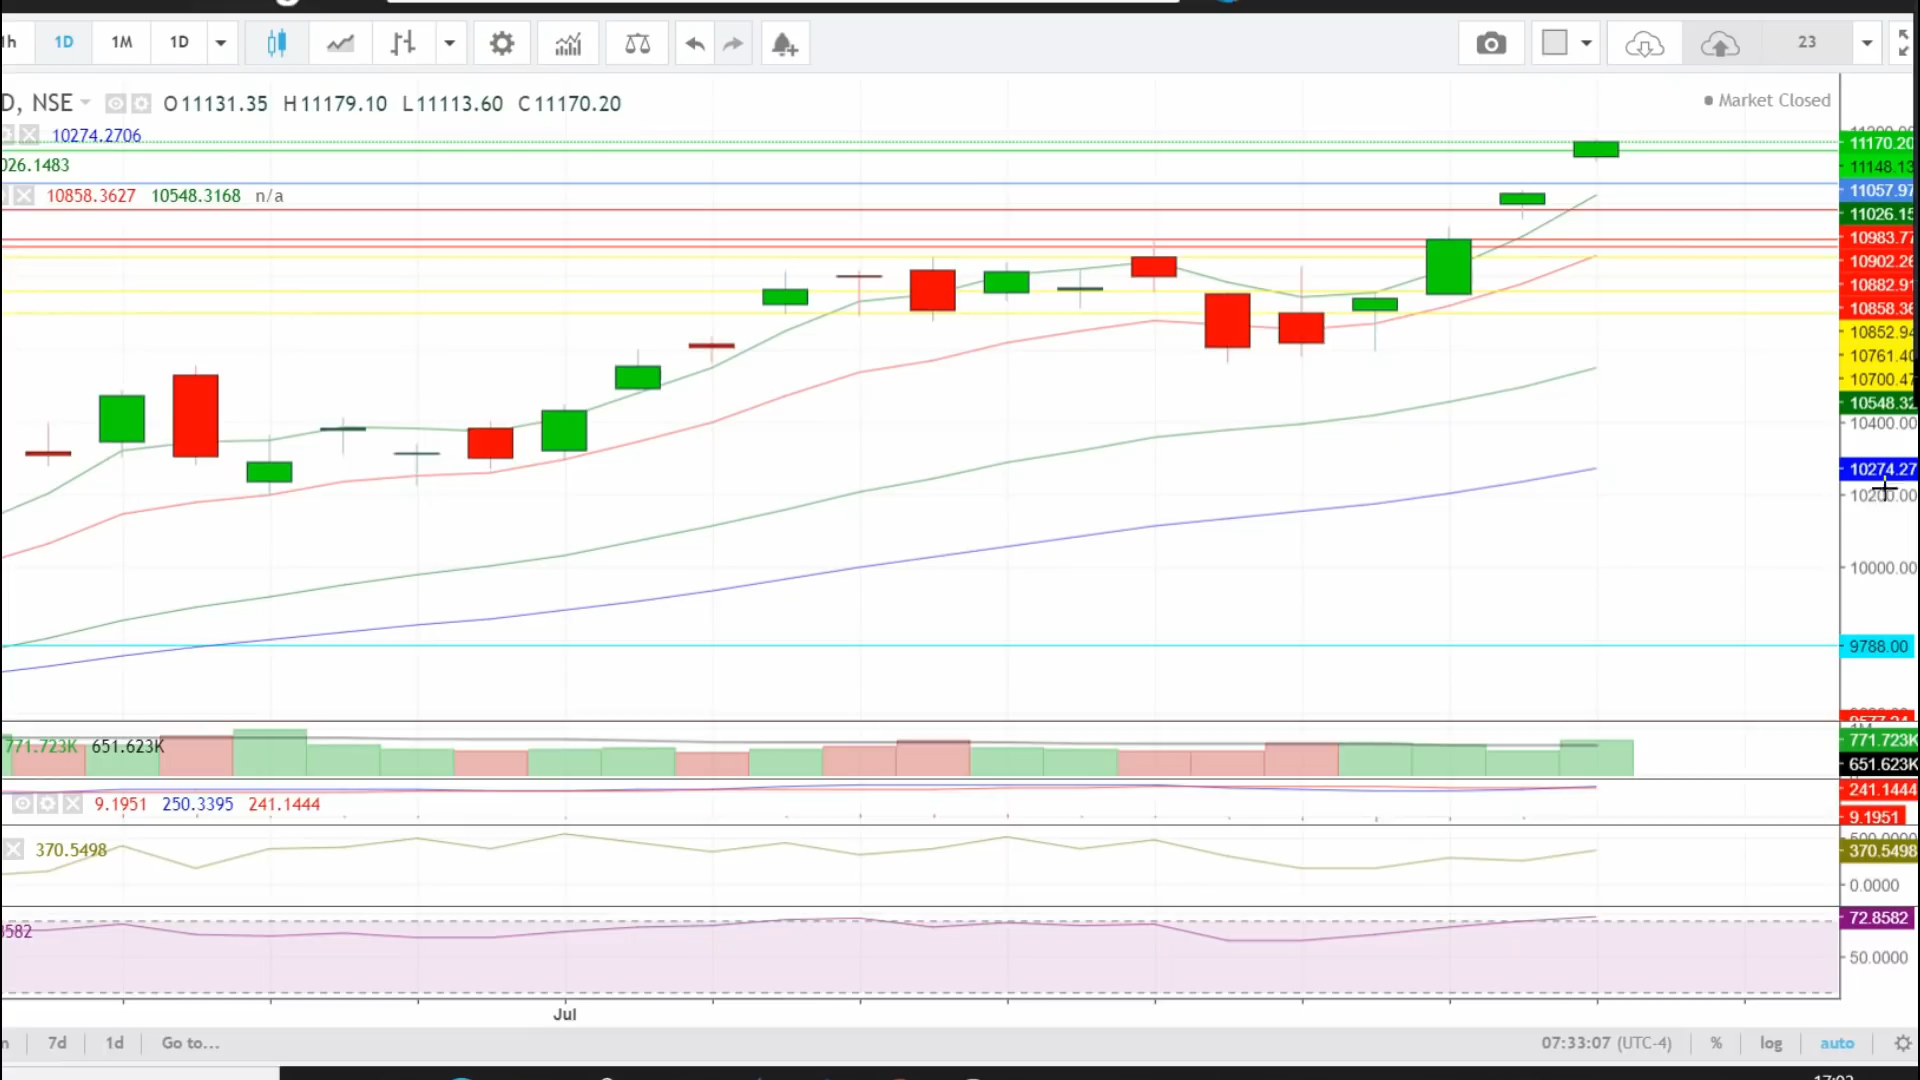 1h 1D 1M 1D 23
D, NSE O11131.35 H11179.10 L11113.60 C11170.20
Market Closed
10274.2706
026.1483
10858.3627 10548.3168 n/a
11170.20
11148.13
11057.97
11026.15
10983.77
10902.26
10882.91
10858.36
10852.94
10761.40
10700.47
10548.32
10400.00
10274.27
10200.00
10000.00
9788.00
771.723K 651.623K
771.723K
651.623K
9.1951 250.3395 241.1444
241.1444
9.1951
370.5498
370.5498
0.0000
3582
72.8582
50.0000
Jul
7d 1d Go to... 07:33:07 (UTC-4) % log auto